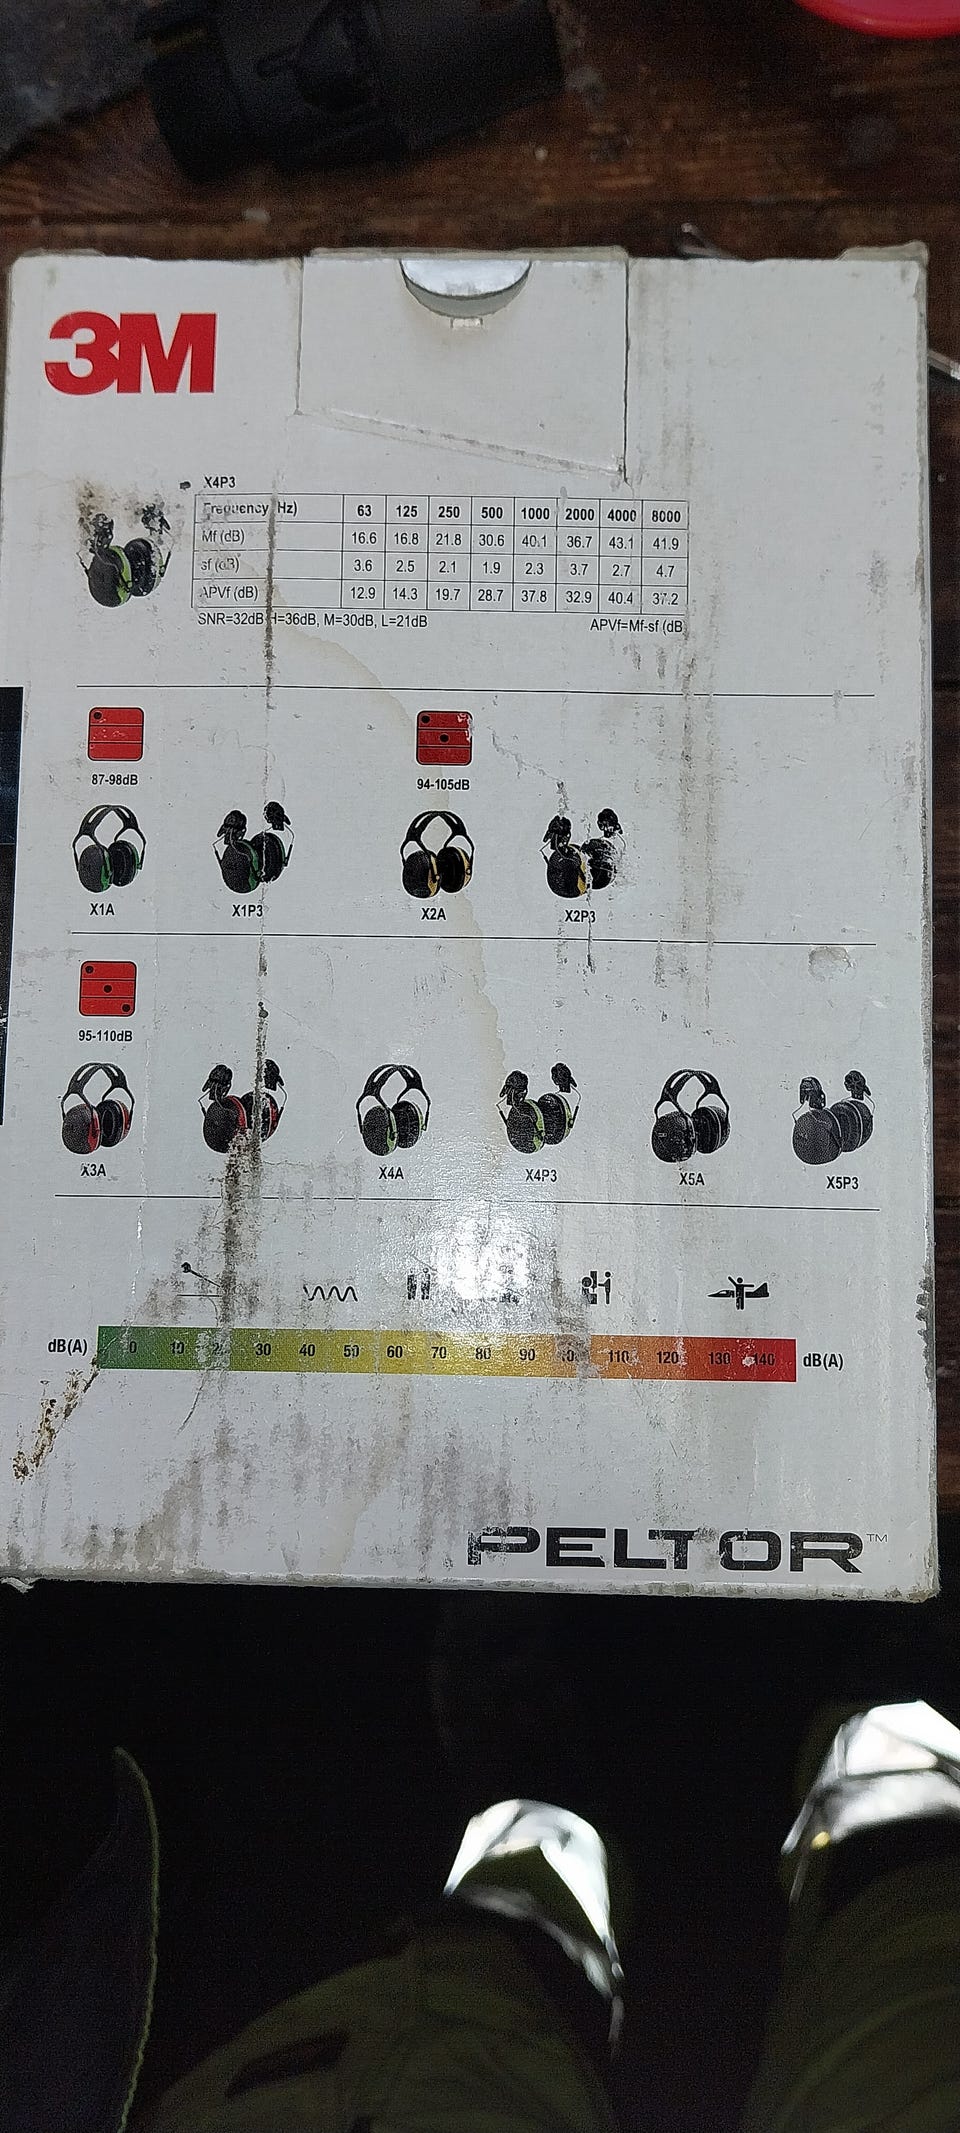 3M
X4P3
Frequency (Hz) 63 125 250 500 1000 2000 4000 8000
Mf (dB) 16.6 16.8 21.8 30.6 40.1 36.7 43.1 41.9
sf (dB) 3.6 2.5 2.1 1.9 2.3 3.7 2.7 4.7
APVf (dB) 12.9 14.3 19.7 28.7 37.8 32.9 40.4 37.2
SNR=32dB H=36dB, M=30dB, L=21dB APVf=Mf-sf (dB
87-98dB 94-105dB
X1A X1P3 X2A X2P3
95-110dB
X3A X4A X4P3 X5A X5P3
dB(A) 0 10 30 40 50 60 70 80 90 110 120 130 140 dB(A)
PELTOR™